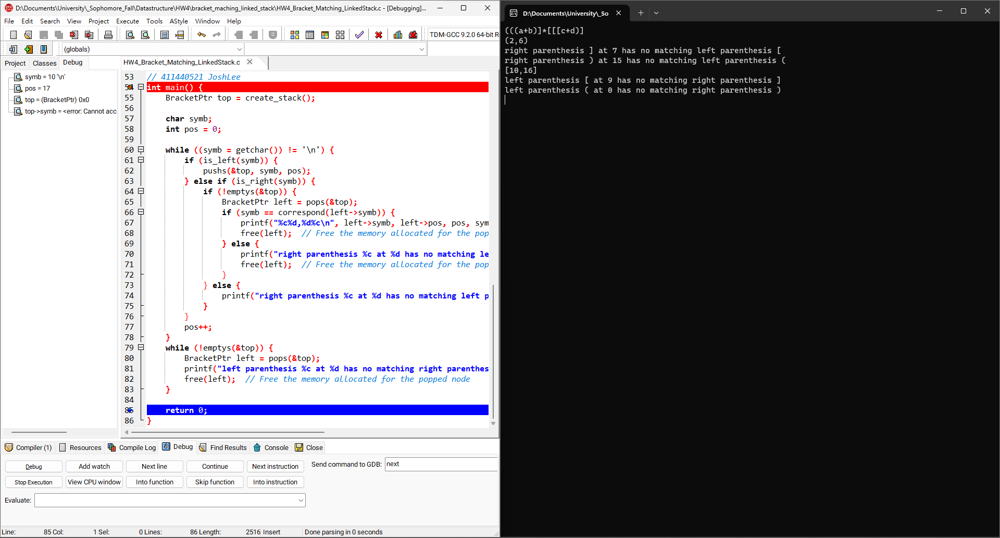 D:\Documents\University\_Sophomore_Fall\Datastructure\HW4\bracket_maching_linked_stack\HW4_Bracket_Matching_LinkedStack.c - [Debugging]...
File Edit Search View Project Execute Tools AStyle Window Help
TDM-GCC 9.2.0 64-bit R
(globals)
Project Classes Debug
symb = 10 '\n'
pos = 17
top = (BracketPtr) 0x0
top->symb = <error: Cannot acc
HW4_Bracket_Matching_LinkedStack.c
53 // 411440521 JoshLee
54 int main() {
55 BracketPtr top = create_stack();
56
57 char symb;
58 int pos = 0;
59
60 while ((symb = getchar()) != '\n') {
61 if (is_left(symb)) {
62 pushs(&top, symb, pos);
63 } else if (is_right(symb)) {
64 if (!emptys(&top)) {
65 BracketPtr left = pops(&top);
66 if (symb == correspond(left->symb)) {
67 printf("%c%d,%d%c\n", left->symb, left->pos, pos, sym
68 free(left); // Free the memory allocated for the pop
69 } else {
70 printf("right parenthesis %c at %d has no matching le
71 free(left); // Free the memory allocated for the pop
72 }
73 } else {
74 printf("right parenthesis %c at %d has no matching left p
75 }
76 }
77 pos++;
78 }
79 while (!emptys(&top)) {
80 BracketPtr left = pops(&top);
81 printf("left parenthesis %c at %d has no matching right parenthes
82 free(left); // Free the memory allocated for the popped node
83 }
84
85 return 0;
86 }
Compiler (1) Resources Compile Log Debug Find Results Console Close
Debug Add watch Next line Continue Next instruction Send command to GDB: next
Stop Execution View CPU window Into function Skip function Into instruction
Evaluate:
Line: 85 Col: 1 Sel: 0 Lines: 86 Length: 2516 Insert Done parsing in 0 seconds
D:\Documents\University\_So
(((a+b)]*[[[c+d)]
(2,6)
right parenthesis ] at 7 has no matching left parenthesis [
right parenthesis ) at 15 has no matching left parenthesis (
[10,16]
left parenthesis [ at 9 has no matching right parenthesis ]
left parenthesis ( at 0 has no matching right parenthesis )